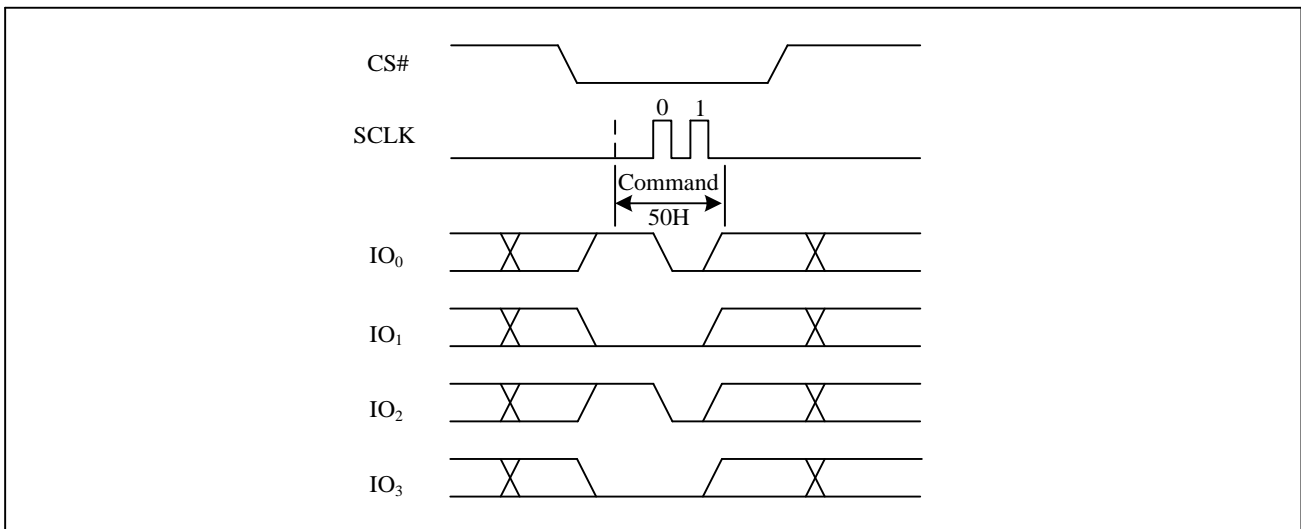 CS#
0 1
SCLK
Command
50H
IO0
IO1
IO2
IO3